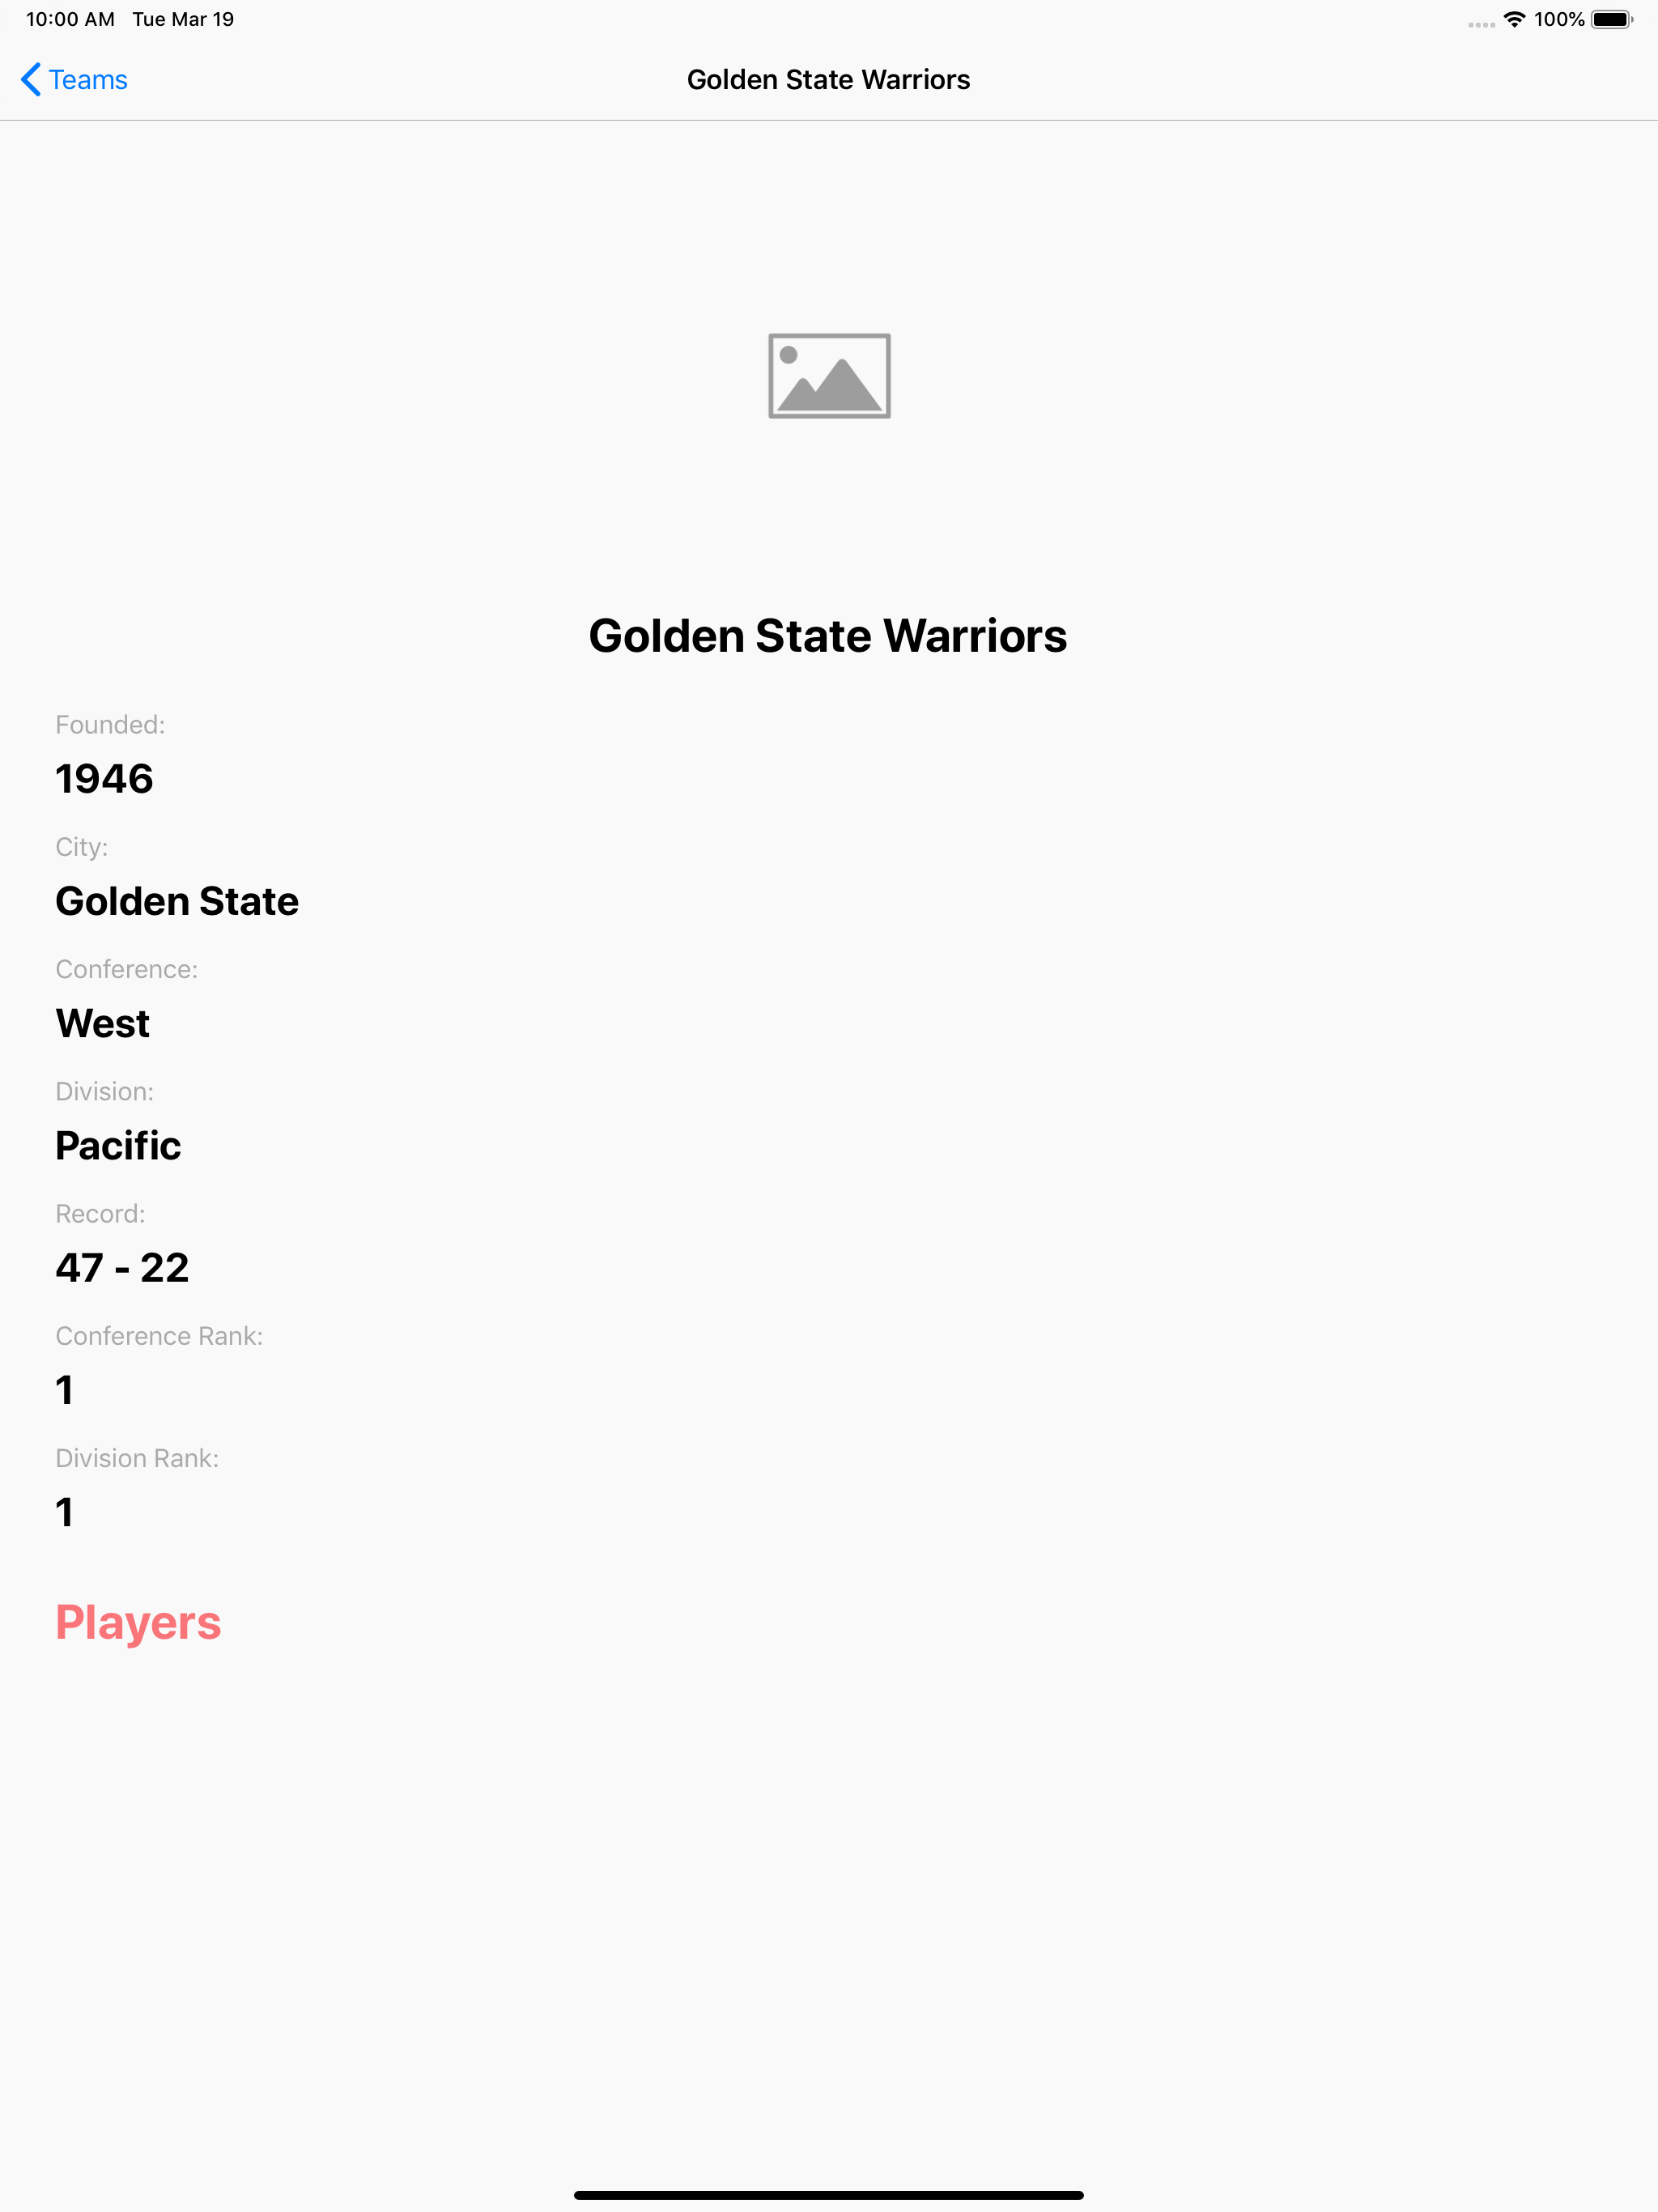 10:00 AM Tue Mar 19 100%
Teams Golden State Warriors
Golden State Warriors
Founded:
1946
City:
Golden State
Conference:
West
Division:
Pacific
Record:
47 - 22
Conference Rank:
1
Division Rank:
1
Players